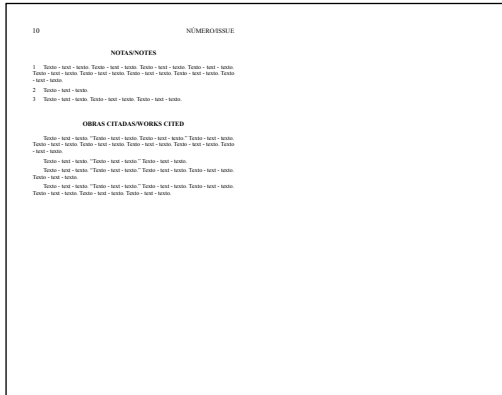 10 NÚMERO/ISSUE
NOTAS/NOTES
1 Texto - text - texto. Texto - text - texto. Texto - text - texto. Texto - text - texto.
Texto - text - texto. Texto - text - texto. Texto - text - texto. Texto - text - texto. Texto
- text - texto.
2 Texto - text - texto.
3 Texto - text - texto. Texto - text - texto. Texto - text - texto.
OBRAS CITADAS/WORKS CITED
Texto - text - texto. "Texto - text - texto. Texto - text - texto." Texto - text - texto.
Texto - text - texto. Texto - text - texto. Texto - text - texto. Texto - text - texto. Texto
- text - texto.
Texto - text - texto. "Texto - text - texto." Texto - text - texto.
Texto - text - texto. "Texto - text - texto." Texto - text - texto. Texto - text - texto.
Texto - text - texto.
Texto - text - texto. "Texto - text - texto." Texto - text - texto. Texto - text - texto.
Texto - text - texto. Texto - text - texto. Texto - text - texto.